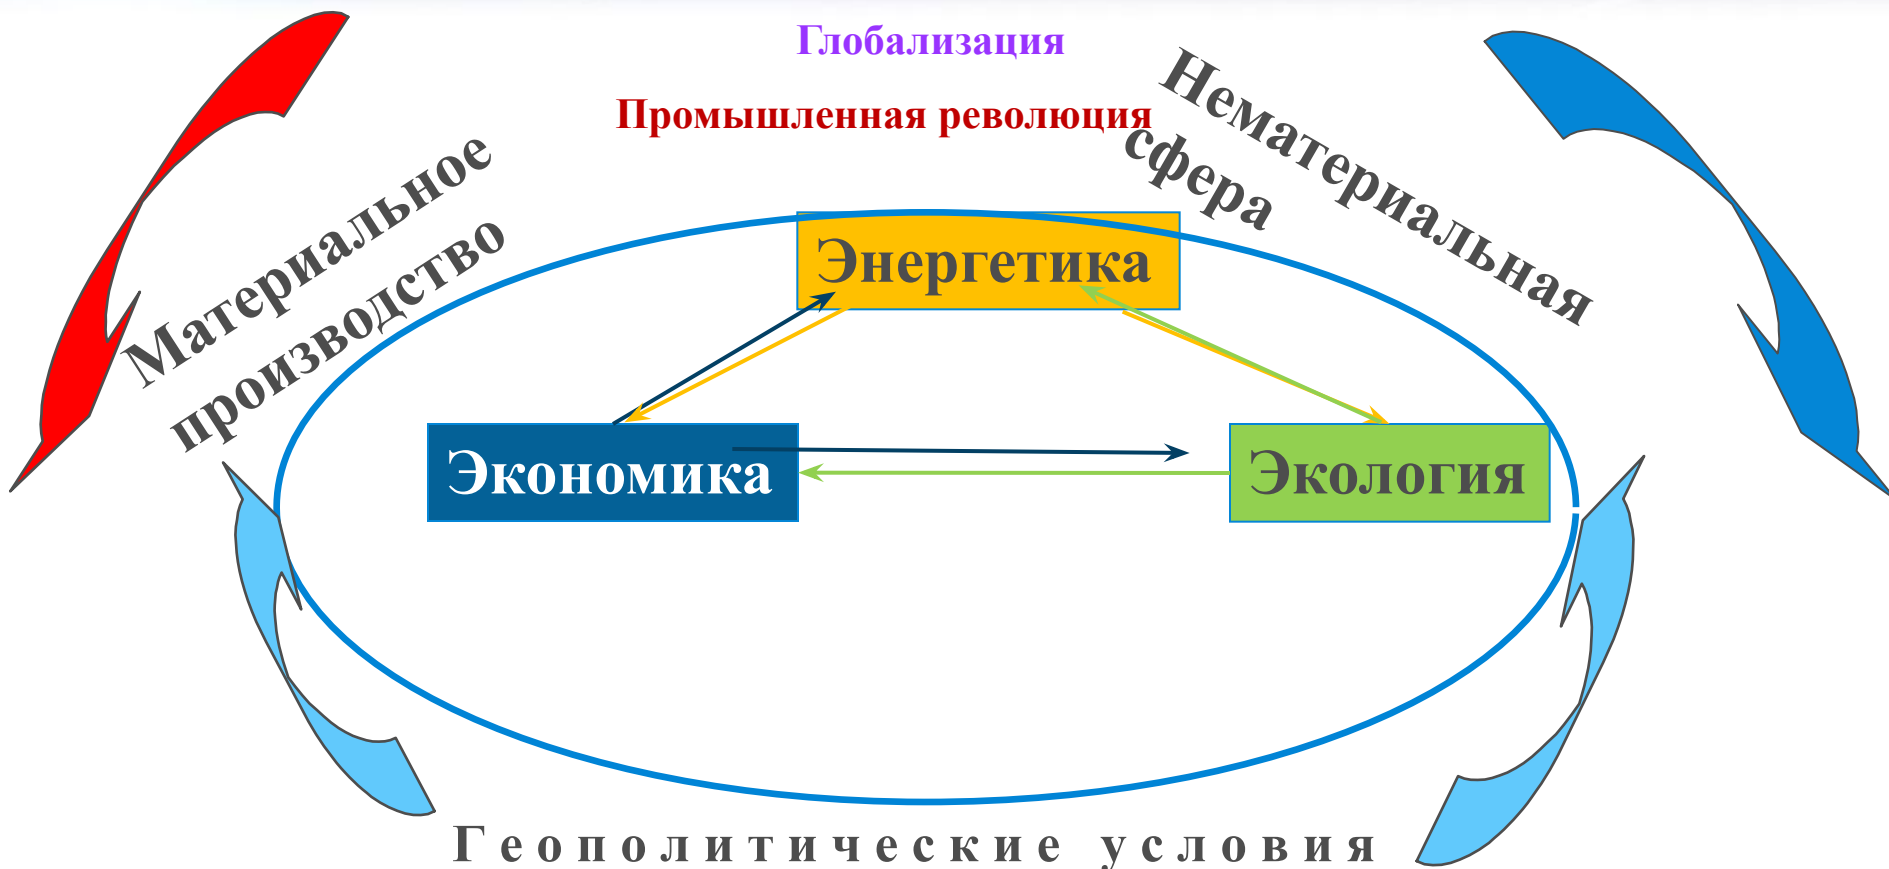 Глобализация
Промышленная революция
Нематериальная
сфера
Материальное
производство
Энергетика
Экономика
Экология
Геополитические условия